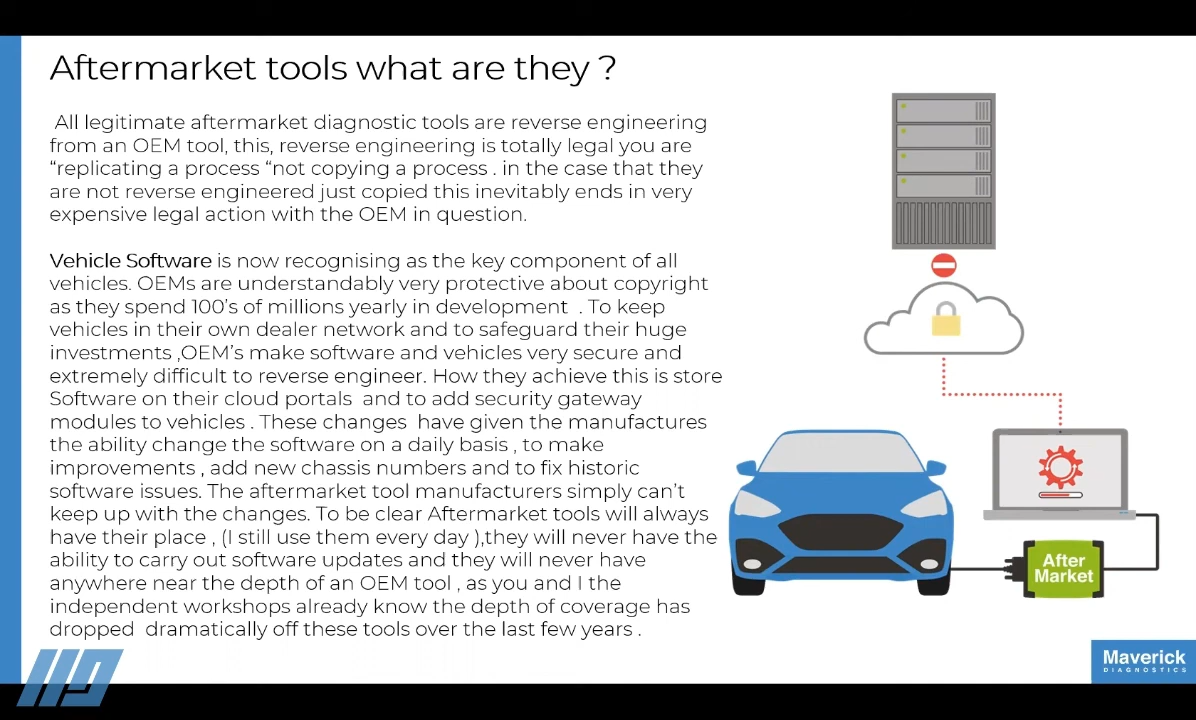 Aftermarket tools what are they ?
All legitimate aftermarket diagnostic tools are reverse engineering
from an OEM tool, this, reverse engineering is totally legal you are
“replicating a process “not copying a process . in the case that they
are not reverse engineered just copied this inevitably ends in very
expensive legal action with the OEM in question.
Vehicle Software is now recognising as the key component of all
vehicles. OEMs are understandably very protective about copyright
as they spend 100’s of millions yearly in development . To keep
vehicles in their own dealer network and to safeguard their huge
investments ,OEM’s make software and vehicles very secure and
extremely difficult to reverse engineer. How they achieve this is store
Software on their cloud portals and to add security gateway
modules to vehicles . These changes have given the manufactures
the ability change the software on a daily basis , to make
improvements , add new chassis numbers and to fix historic
software issues. The aftermarket tool manufacturers simply can’t
keep up with the changes. To be clear Aftermarket tools will always
have their place , (I still use them every day ),they will never have the
ability to carry out software updates and they will never have
anywhere near the depth of an OEM tool , as you and I the
independent workshops already know the depth of coverage has
dropped dramatically off these tools over the last few years .
After
Market
Maverick
DIAGNOSTICS